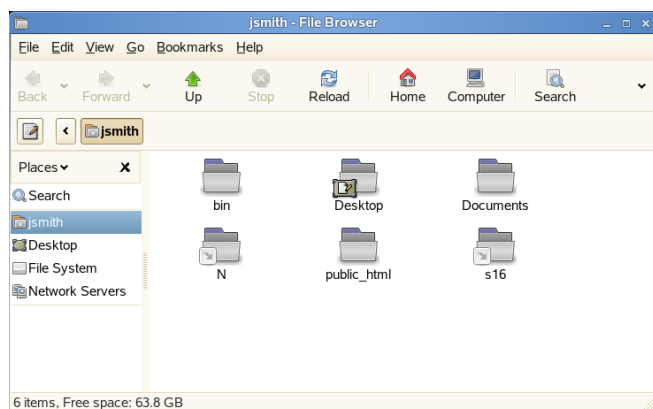 jsmith - File Browser
File Edit View Go Bookmarks Help
Back Forward Up Stop Reload Home Computer Search
jsmith
Places
Search
jsmith
Desktop
File System
Network Servers
bin Desktop Documents
N public_html s16
6 items, Free space: 63.8 GB